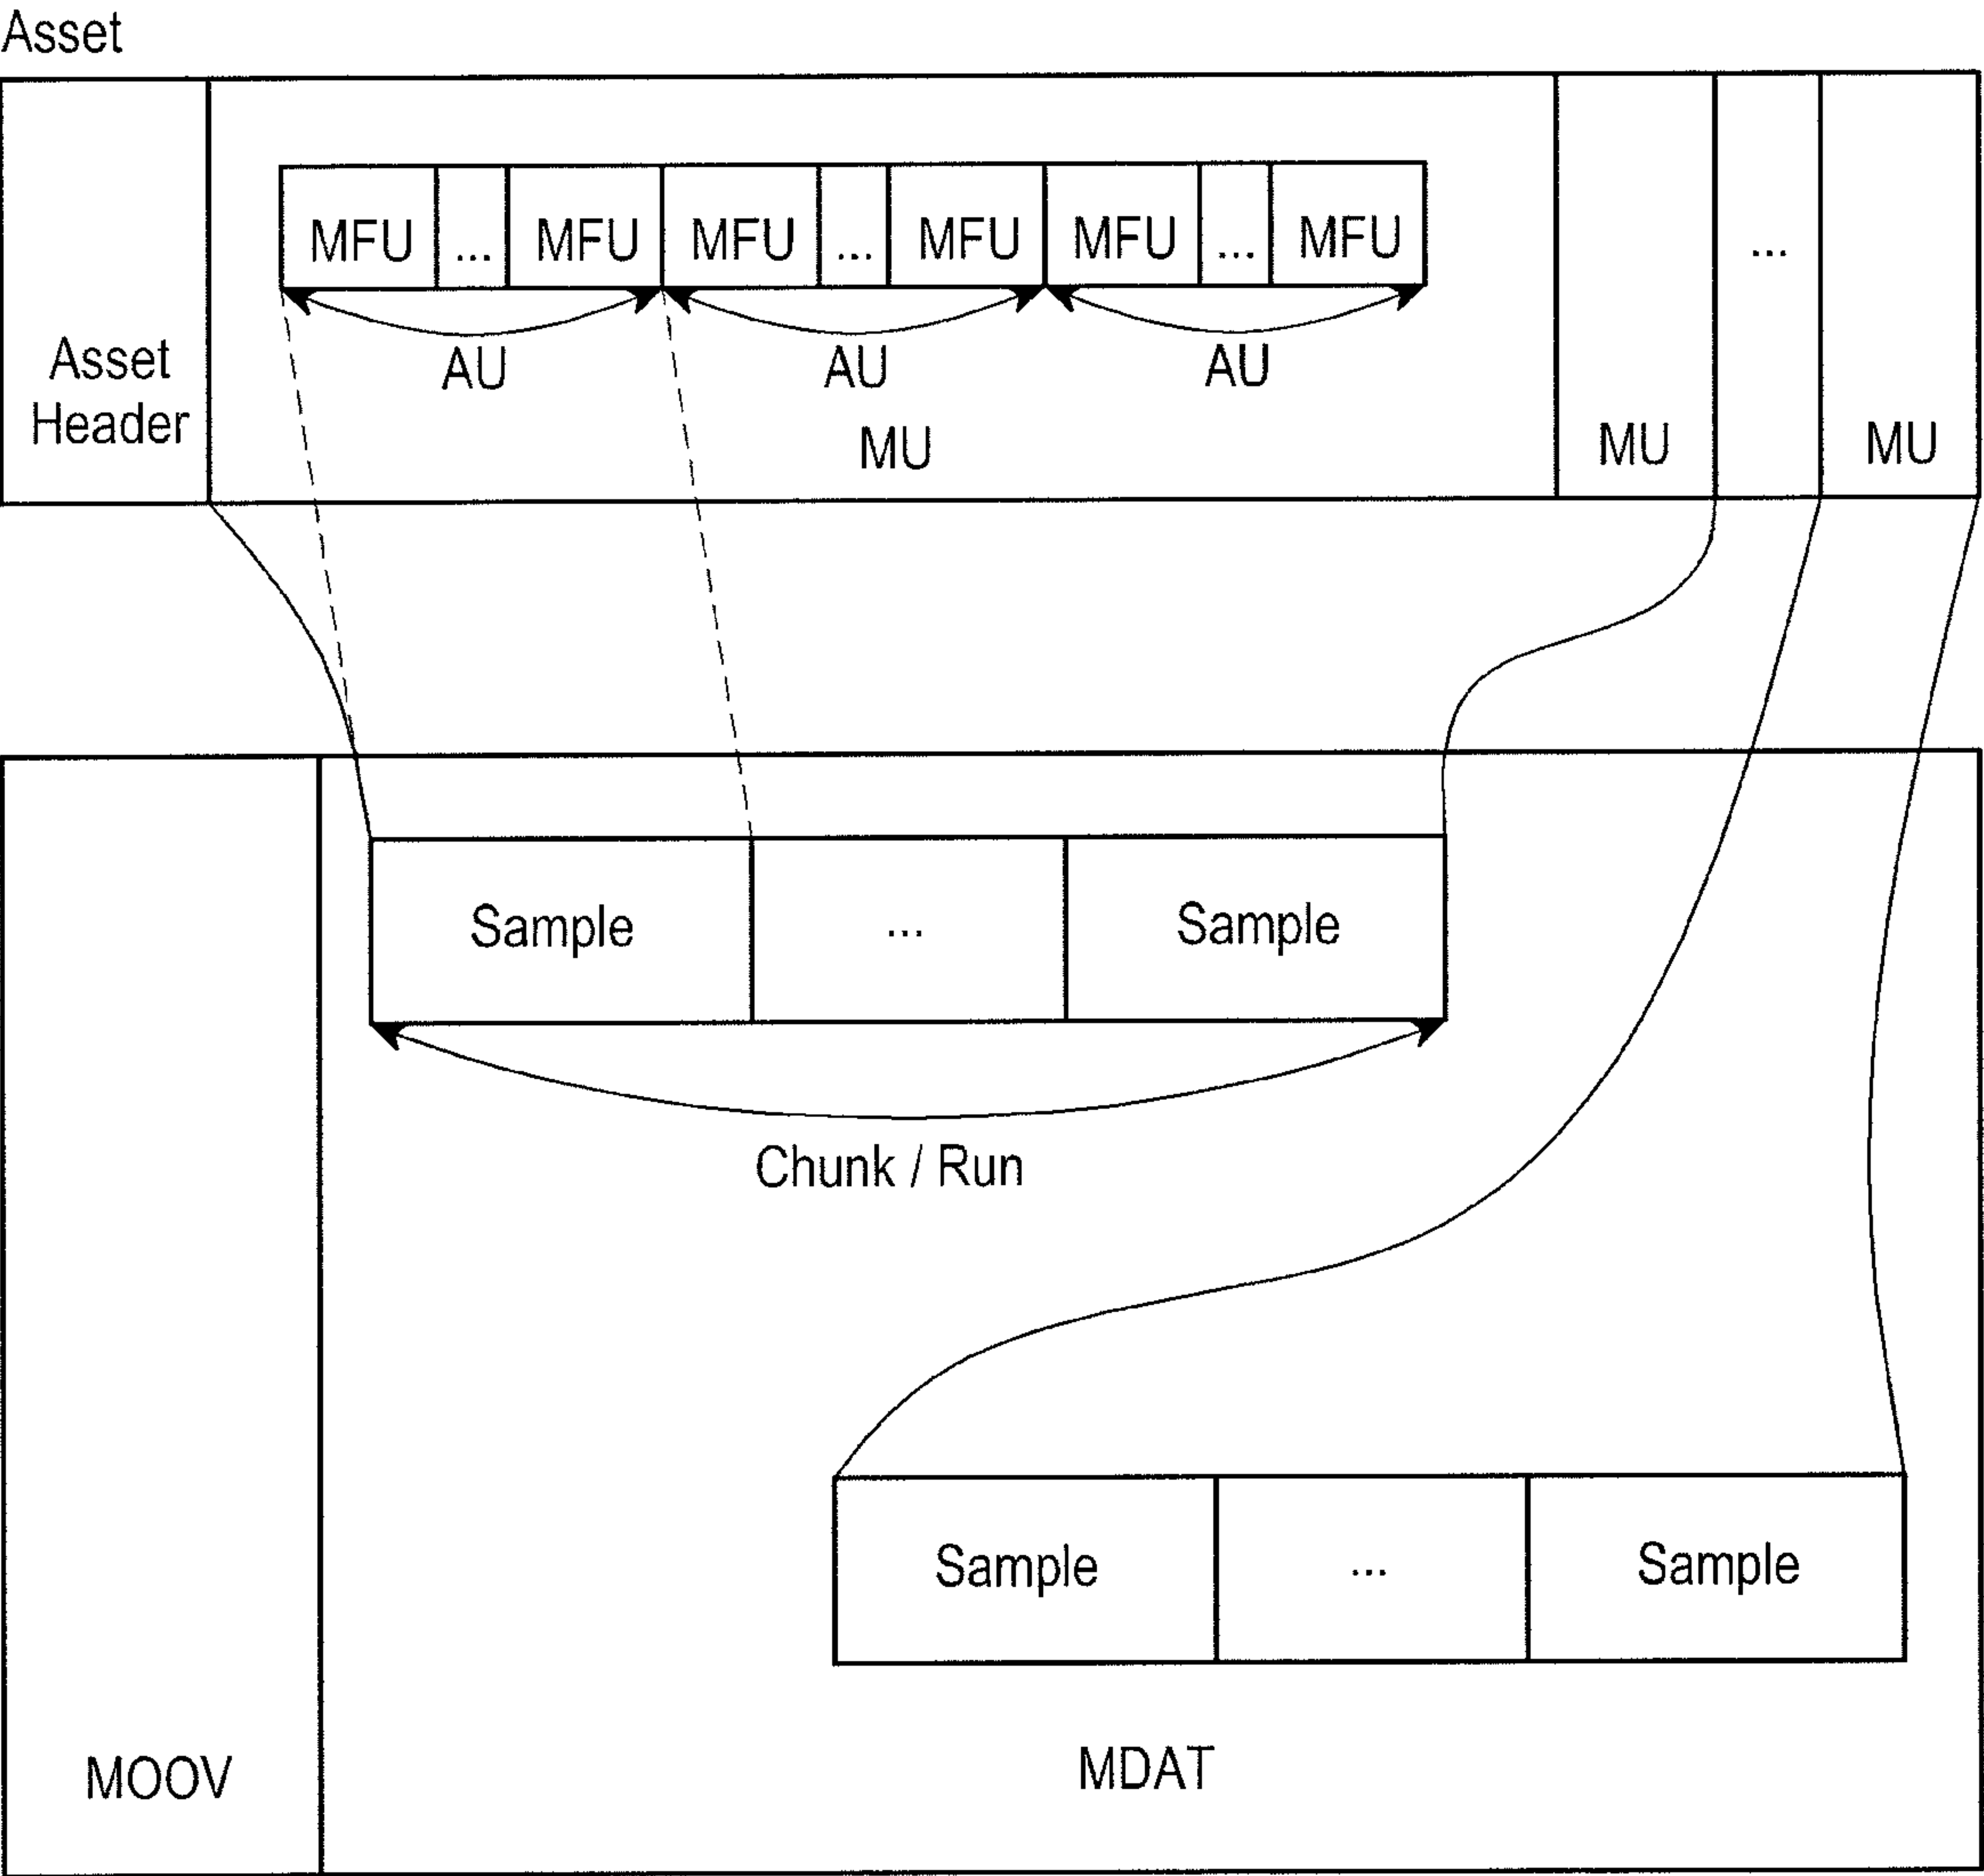 Asset
MFU ... MFU MFU ... MFU MFU ... MFU
...
AU AU AU
Asset
Header
MU MU MU
Sample ... Sample
Chunk / Run
Sample ... Sample
MOOV MDAT